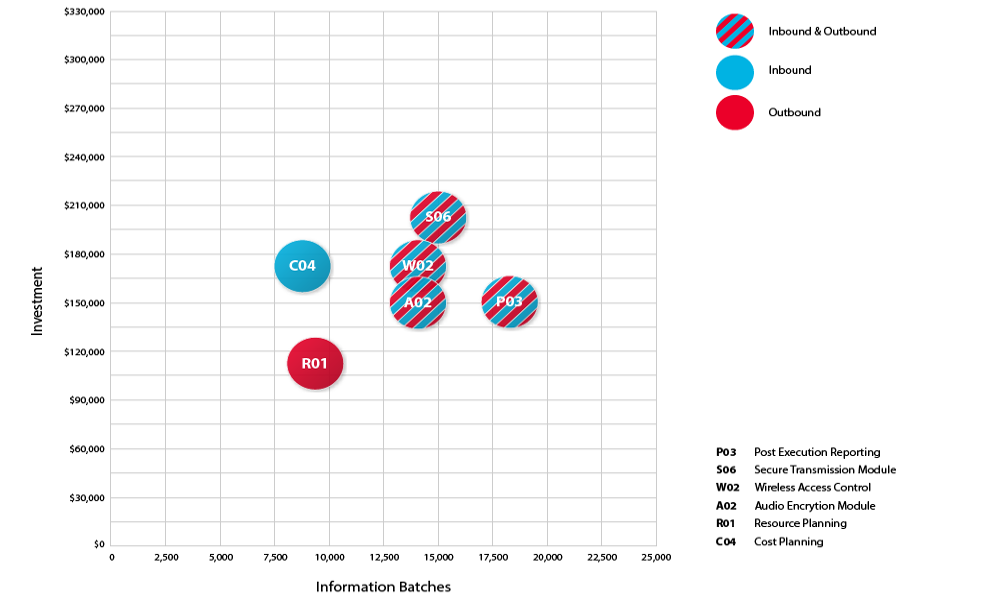 $330,000
$300,000
$270,000
$240,000
$210,000
$180,000
$150,000
$120,000
$90,000
$60,000
$30,000
$0
Investment
0 2,500 5,000 7,500 10,000 12,500 15,000 17,500 20,000 22,500 25,000
Information Batches
S06
C04
W02
A02
P03
R01
Inbound & Outbound
Inbound
Outbound
P03 Post Execution Reporting
S06 Secure Transmission Module
W02 Wireless Access Control
A02 Audio Encrytion Module
R01 Resource Planning
C04 Cost Planning